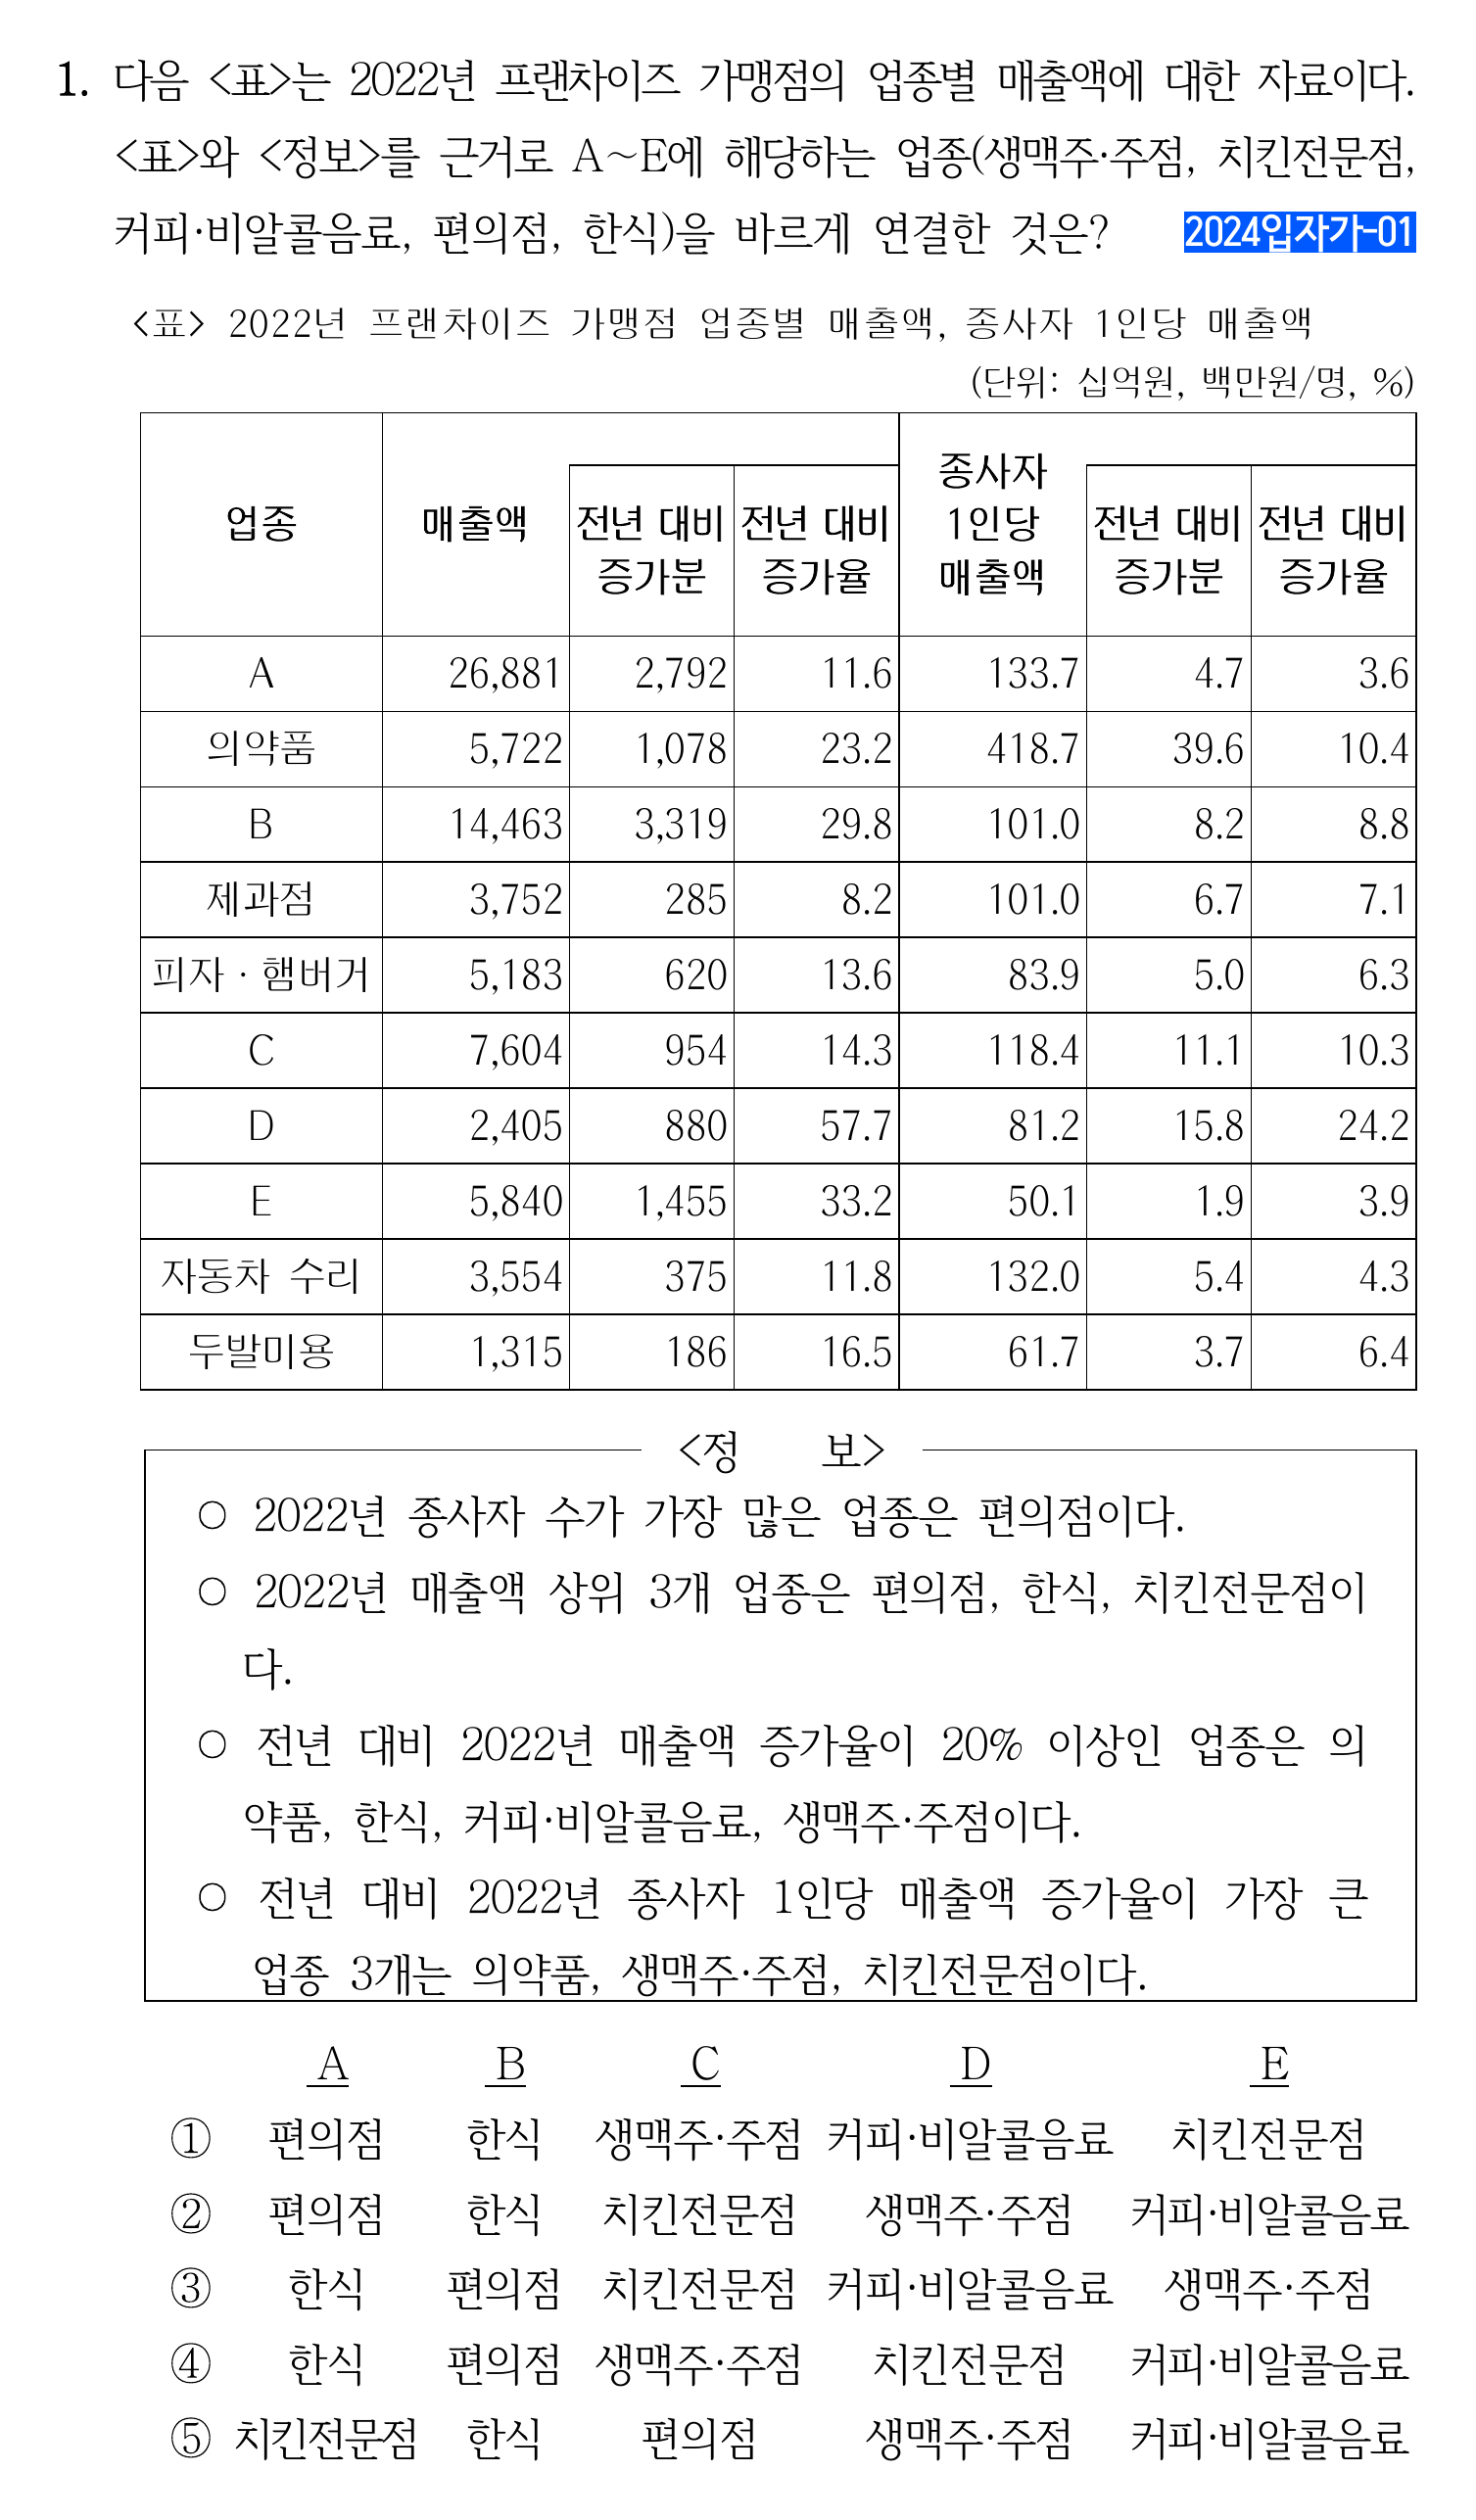 1. 다음 <표>는 2022년 프랜차이즈 가맹점의 업종별 매출액에 대한 자료이다.
<표>와 <정보>를 근거로 A~E에 해당하는 업종(생맥주·주점, 치킨전문점,
커피·비알콜음료, 편의점, 한식)을 바르게 연결한 것은? 2024입자가-01
<표> 2022년 프랜차이즈 가맹점 업종별 매출액, 종사자 1인당 매출액
(단위: 십억원, 백만원/명, %)
업종 매출액 전년 대비 증가분 전년 대비 증가율 종사자 1인당 매출액 전년 대비 증가분 전년 대비 증가율
A 26,881 2,792 11.6 133.7 4.7 3.6
의약품 5,722 1,078 23.2 418.7 39.6 10.4
B 14,463 3,319 29.8 101.0 8.2 8.8
제과점 3,752 285 8.2 101.0 6.7 7.1
피자·햄버거 5,183 620 13.6 83.9 5.0 6.3
C 7,604 954 14.3 118.4 11.1 10.3
D 2,405 880 57.7 81.2 15.8 24.2
E 5,840 1,455 33.2 50.1 1.9 3.9
자동차 수리 3,554 375 11.8 132.0 5.4 4.3
두발미용 1,315 186 16.5 61.7 3.7 6.4
<정 보>
○ 2022년 종사자 수가 가장 많은 업종은 편의점이다.
○ 2022년 매출액 상위 3개 업종은 편의점, 한식, 치킨전문점이
다.
○ 전년 대비 2022년 매출액 증가율이 20% 이상인 업종은 의
약품, 한식, 커피·비알콜음료, 생맥주·주점이다.
○ 전년 대비 2022년 종사자 1인당 매출액 증가율이 가장 큰
업종 3개는 의약품, 생맥주·주점, 치킨전문점이다.
A B C D E
① 편의점 한식 생맥주·주점 커피·비알콜음료 치킨전문점
② 편의점 한식 치킨전문점 생맥주·주점 커피·비알콜음료
③ 한식 편의점 치킨전문점 커피·비알콜음료 생맥주·주점
④ 한식 편의점 생맥주·주점 치킨전문점 커피·비알콜음료
⑤ 치킨전문점 한식 편의점 생맥주·주점 커피·비알콜음료